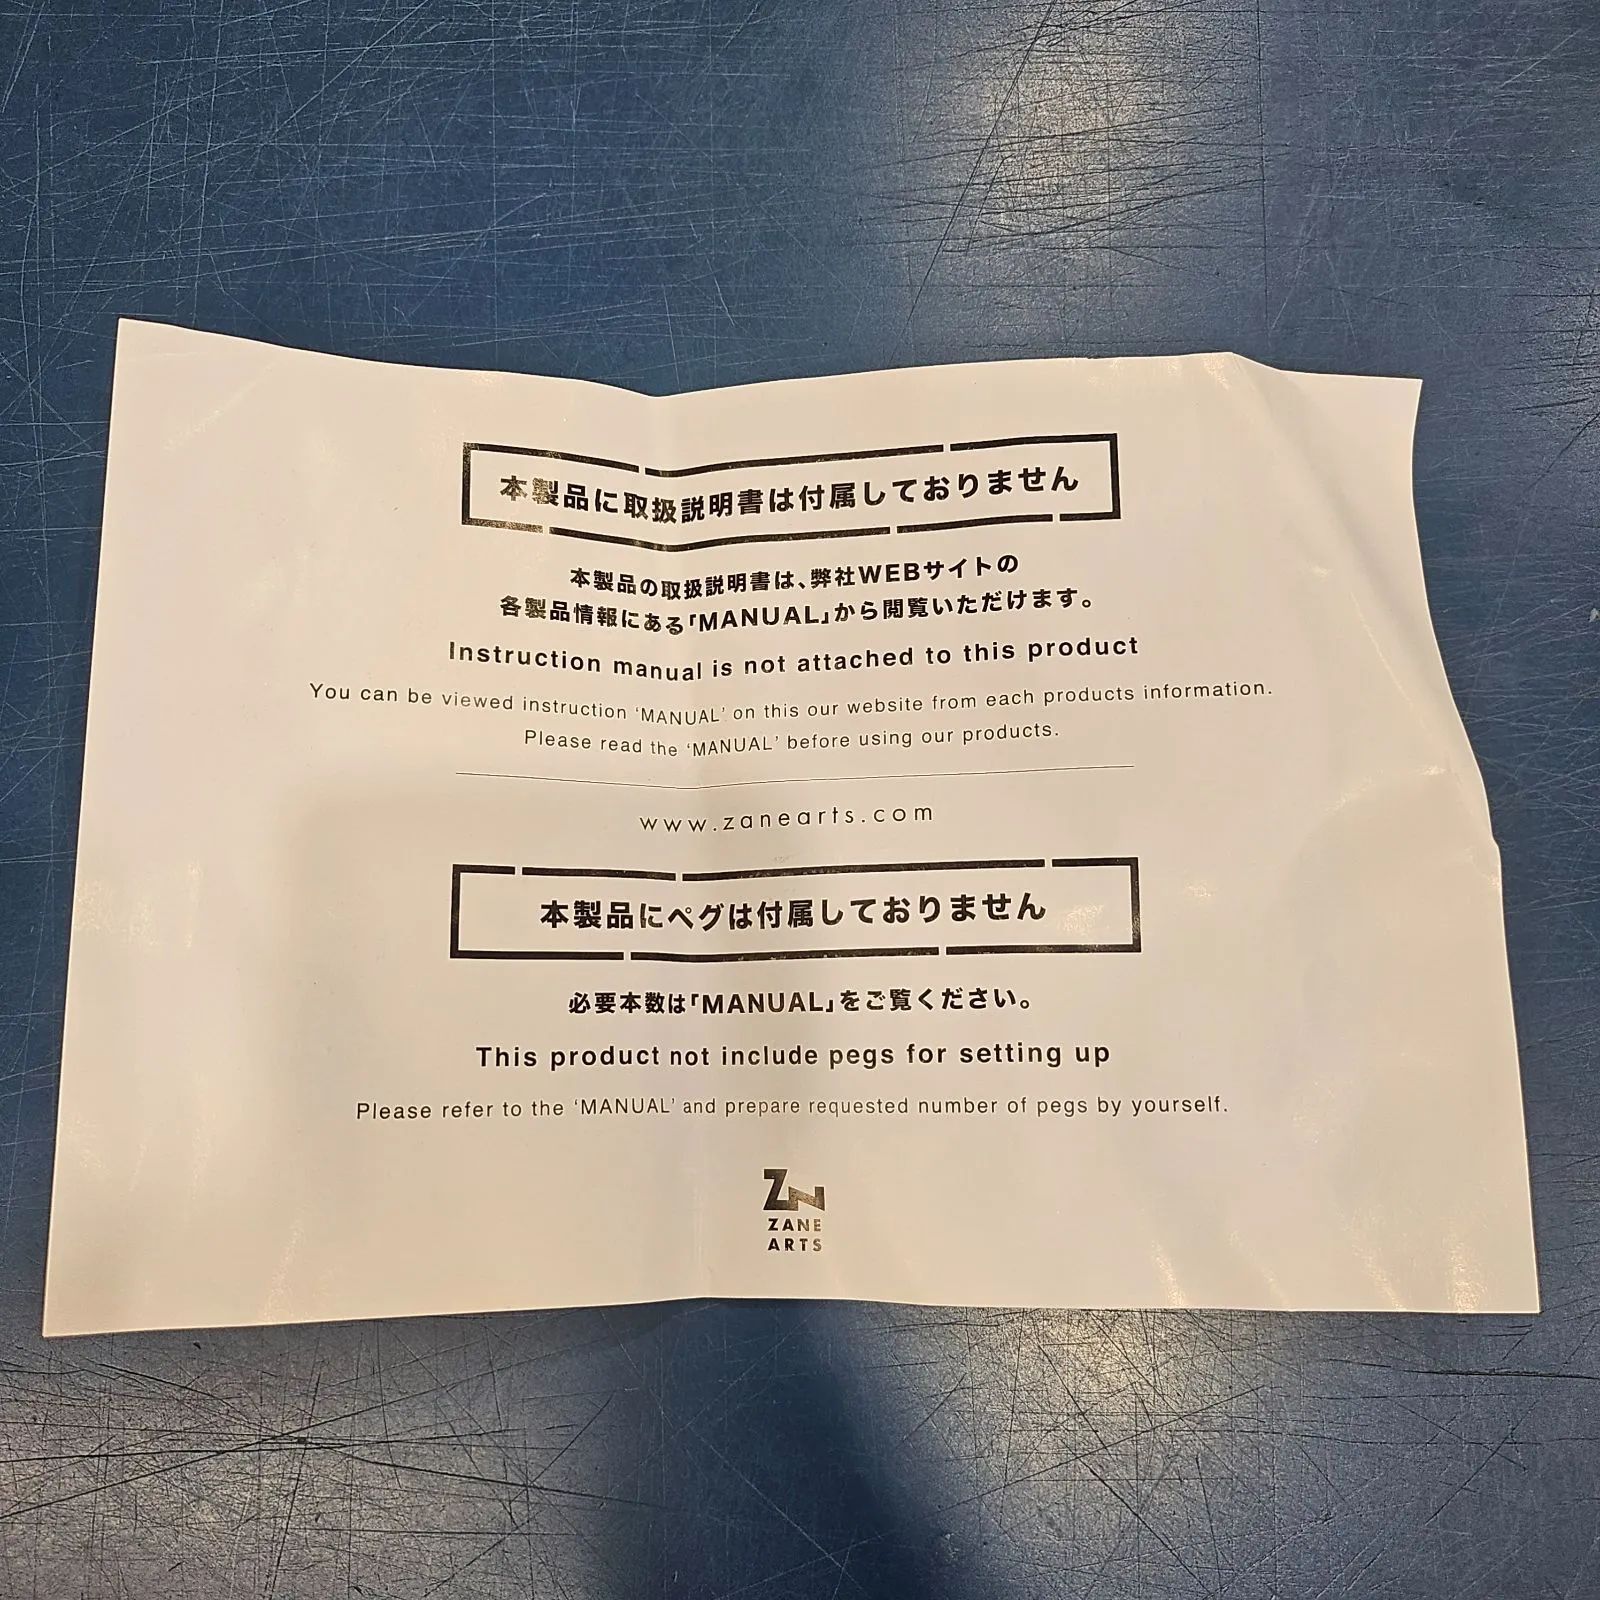 本製品に取扱説明書は付属しておりません
本製品の取扱説明書は、弊社WEBサイトの
各製品情報にある「MANUAL」から閲覧いただけます。
Instruction manual is not attached to this product
You can be viewed instruction ‘MANUAL’ on this our website from each products information.
Please read the ‘MANUAL’ before using our products.
www.zanearts.com
本製品にペグは付属しておりません
必要本数は「MANUAL」をご覧ください。
This product not include pegs for setting up
Please refer to the ‘MANUAL’ and prepare requested number of pegs by yourself.
ZN
ZANE
ARTS